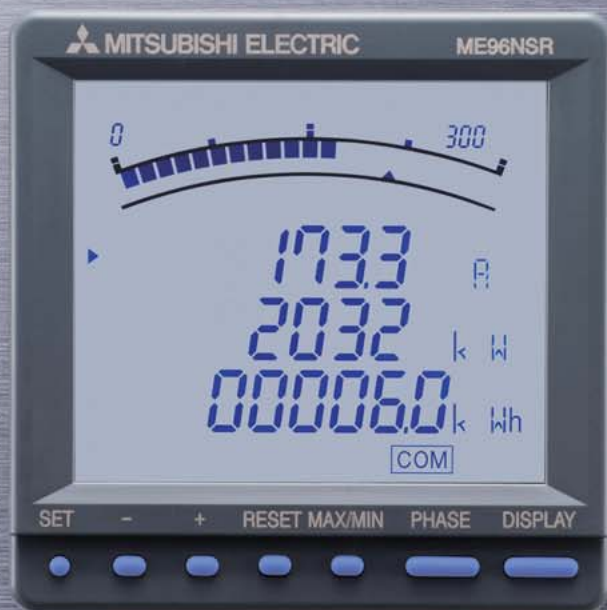 MITSUBISHI ELECTRIC ME96NSR
0 300
173.3 A
2032 k W
00006.0 k Wh
COM
SET - + RESET MAX/MIN PHASE DISPLAY